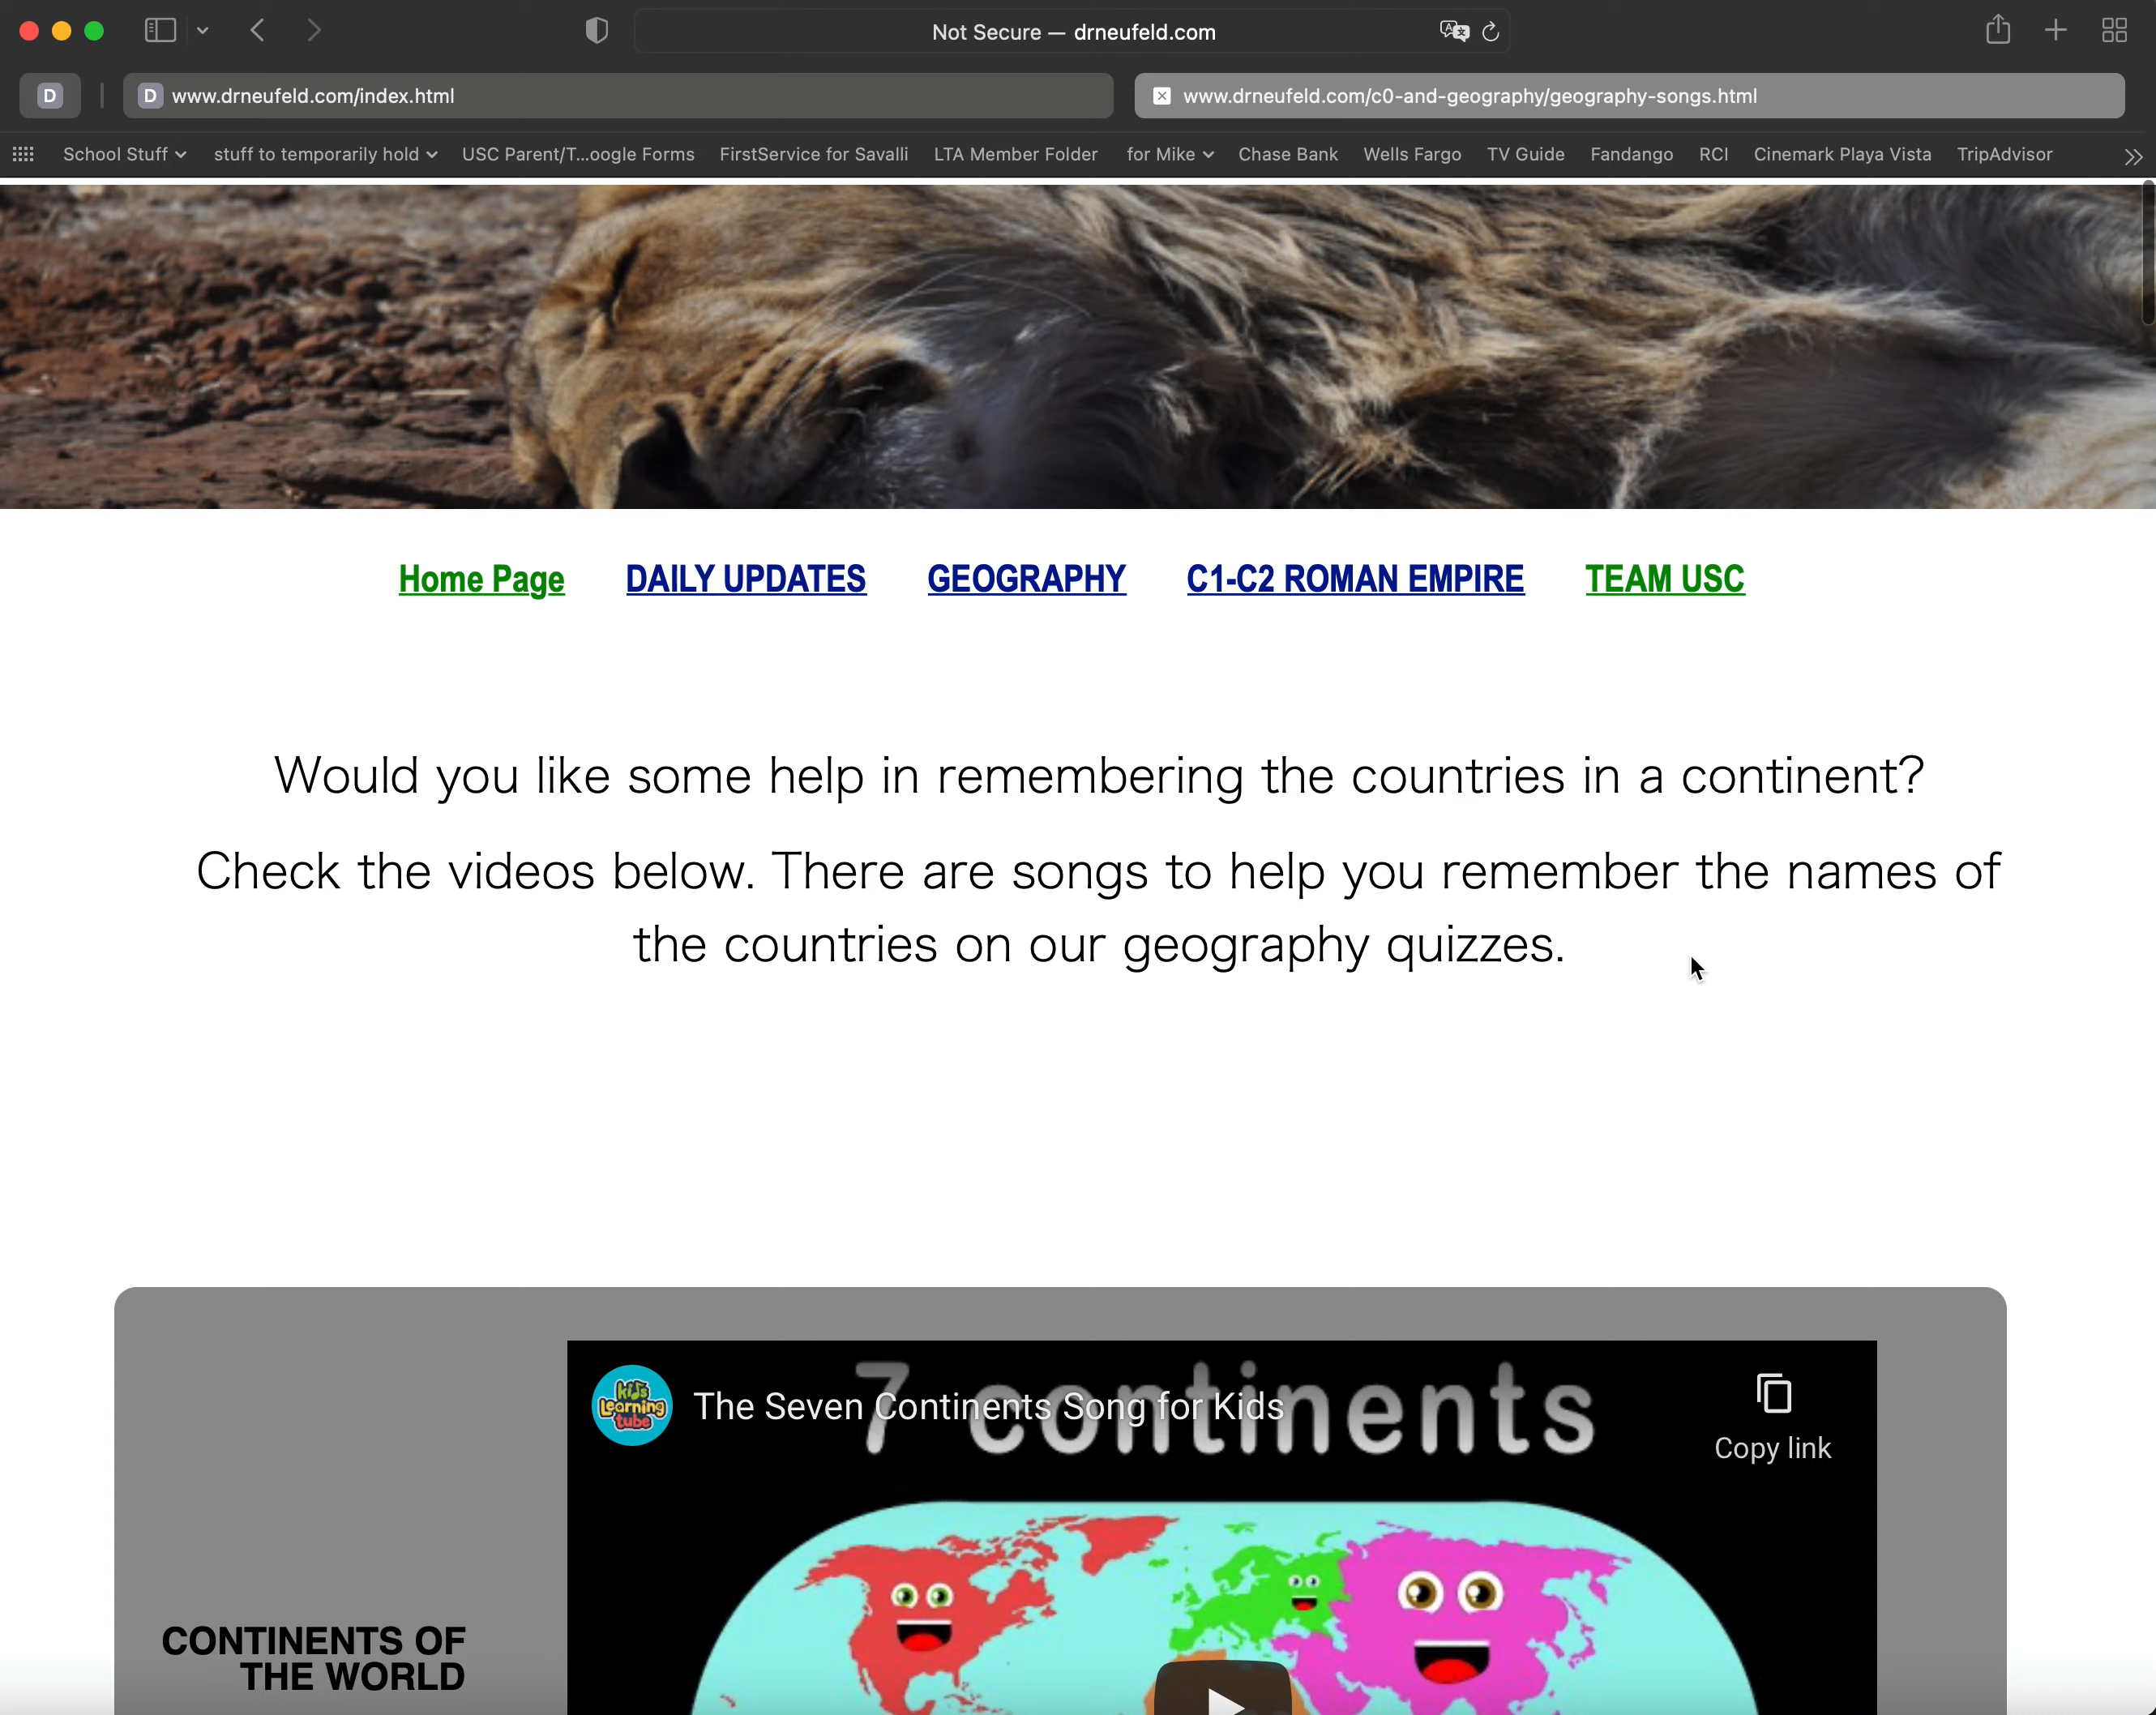 Not Secure — drneufeld.com
D
D www.drneufeld.com/index.html
www.drneufeld.com/c0-and-geography/geography-songs.html
School Stuff stuff to temporarily hold USC Parent/T...oogle Forms FirstService for Savalli LTA Member Folder for Mike Chase Bank Wells Fargo TV Guide Fandango RCI Cinemark Playa Vista TripAdvisor
Home Page DAILY UPDATES GEOGRAPHY C1-C2 ROMAN EMPIRE TEAM USC
Would you like some help in remembering the countries in a continent?
Check the videos below. There are songs to help you remember the names of
the countries on our geography quizzes.
7 continents
kids Learning tube
The Seven Continents Song for Kids
Copy link
CONTINENTS OF
THE WORLD